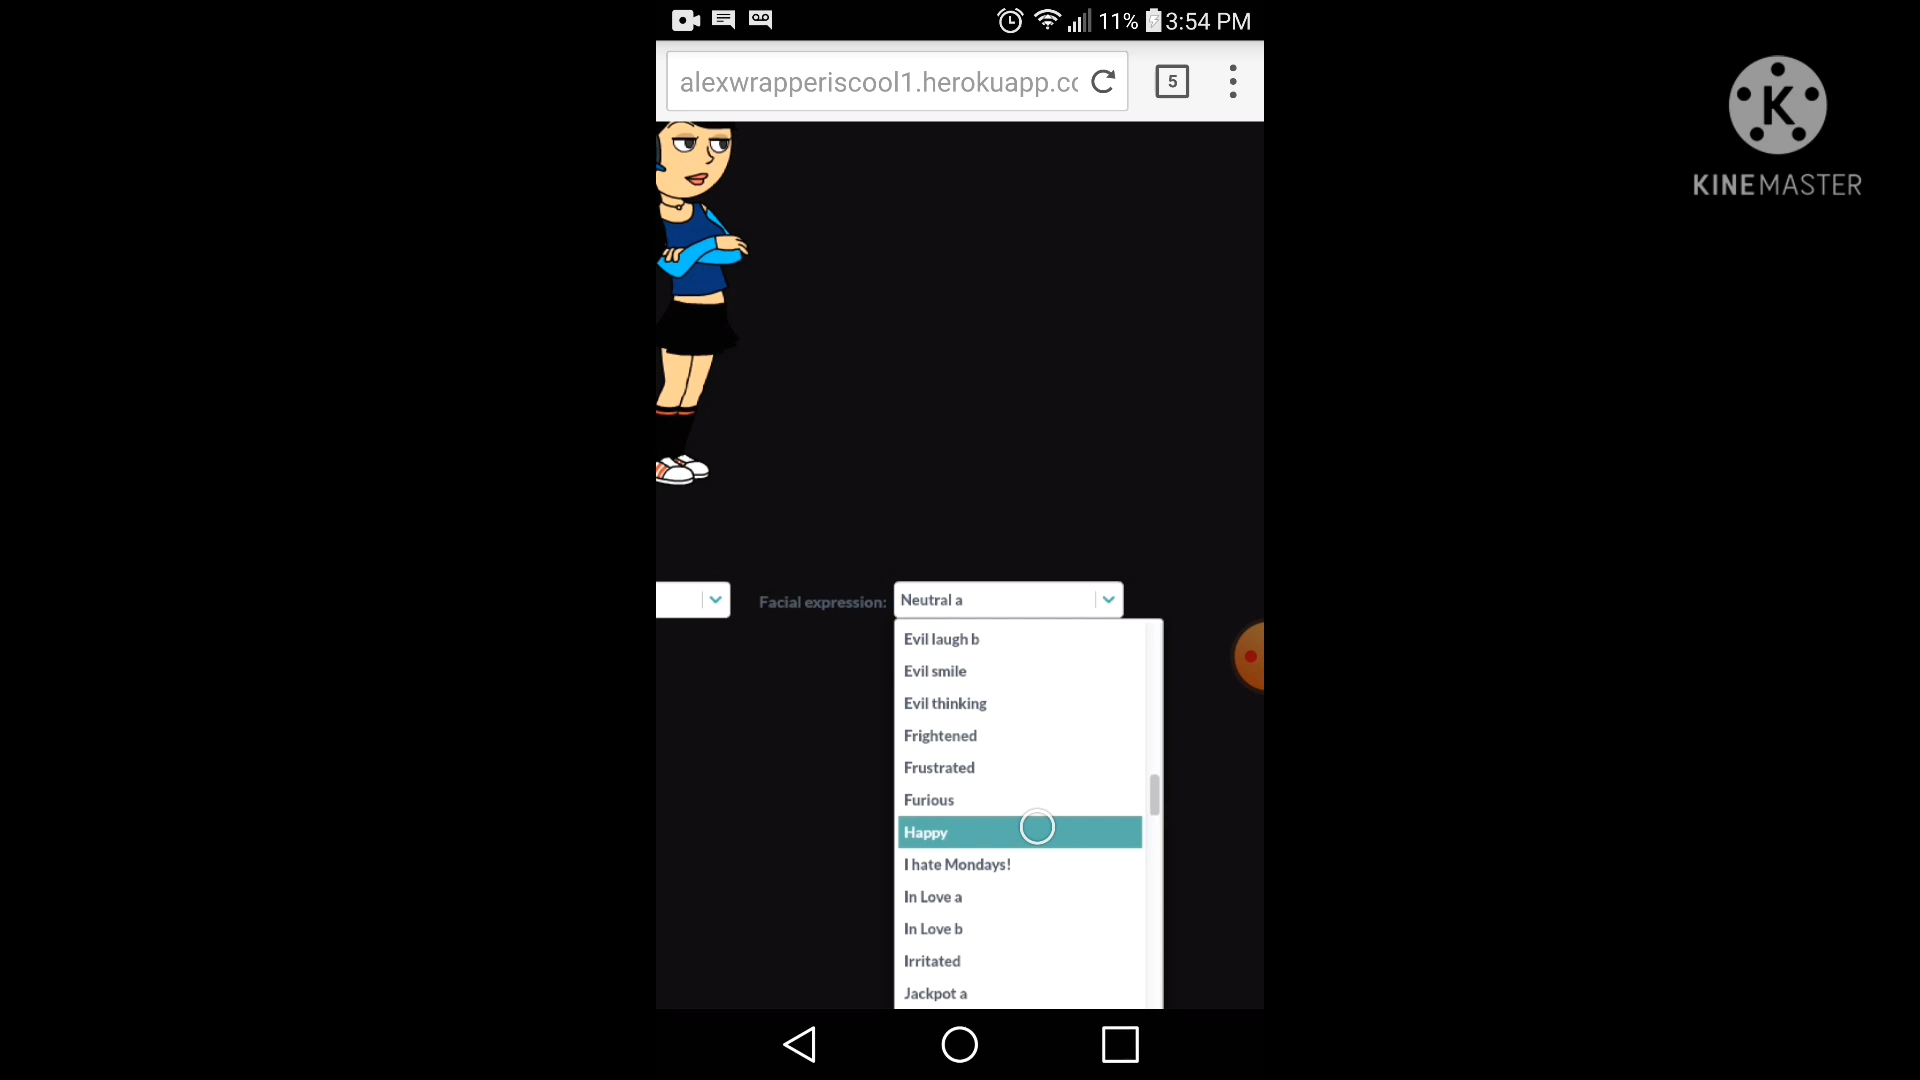 11% 3:54 PM
alexwrapperiscool1.herokuapp.cc
5
K
KINEMASTER
Facial expression: Neutral a
Evil laugh b
Evil smile
Evil thinking
Frightened
Frustrated
Furious
Happy
I hate Mondays!
In Love a
In Love b
Irritated
Jackpot a